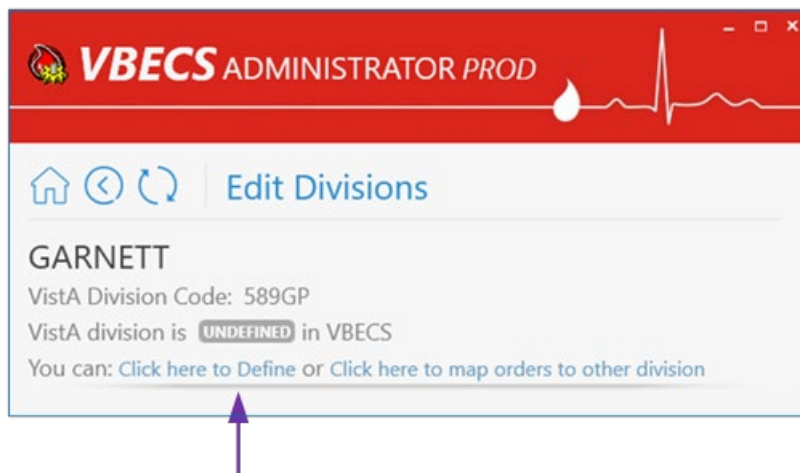 VBECS ADMINISTRATOR PROD
Edit Divisions
GARNETT
VistA Division Code: 589GP
VistA division is UNDEFINED in VBECS
You can: Click here to Define or Click here to map orders to other division